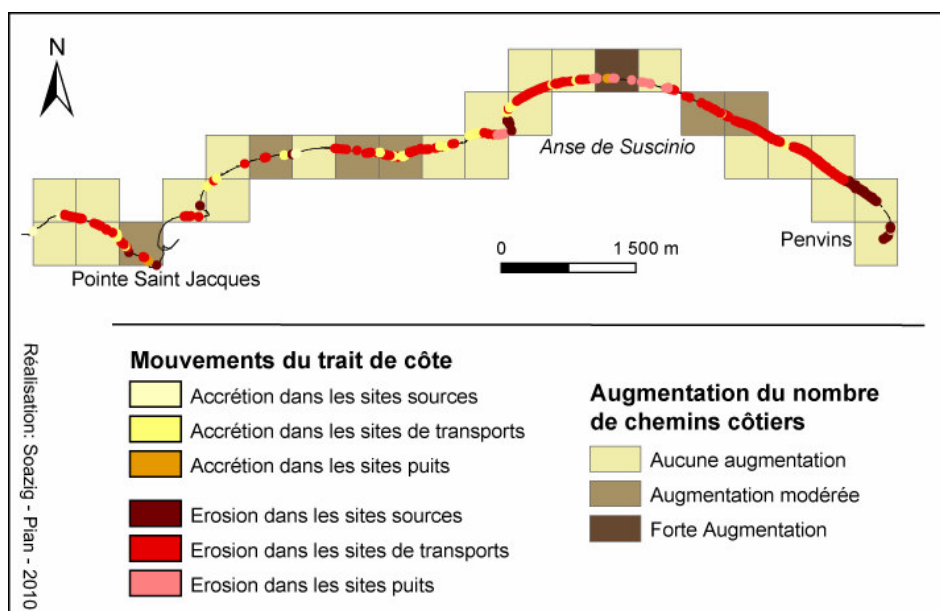 N
Anse de Suscinio
0 1 500 m
Penvins
Pointe Saint Jacques
Réalisation: Soazig - Pian - 2010
Mouvements du trait de côte
Accrétion dans les sites sources
Accrétion dans les sites de transports
Accrétion dans les sites puits
Erosion dans les sites sources
Erosion dans les sites de transports
Erosion dans les sites puits
Augmentation du nombre
de chemins côtiers
Aucune augmentation
Augmentation modérée
Forte Augmentation